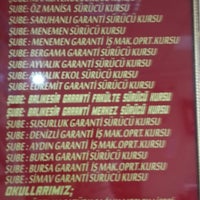 ŞUBE: ÖZ MANİSA SÜRÜCÜ KURSU
ŞUBE: SARUHANLI GARANTİ SÜRÜCÜ KURSU
ŞUBE: MENEMEN SÜRÜCÜ KURSU
ŞUBE: MENEMEN GARANTİ İŞ MAK.OPRT.KURSU
ŞUBE: BERGAMA GARANTİ SÜRÜCÜ KURSU
ŞUBE: AYVALIK GARANTİ SÜRÜCÜ KURSU
ŞUBE: AYVALIK EKOL SÜRÜCÜ KURSU
ŞUBE: EDREMİT GARANTİ SÜRÜCÜ KURSU
ŞUBE: BALIKESİR GARANTİ FAKÜLTE SÜRÜCÜ KURSU
ŞUBE: BALIKESİR GARANTİ MERKEZ SÜRÜCÜ KURSU
ŞUBE: SUSURLUK GARANTİ SÜRÜCÜ KURSU
ŞUBE: DENİZLİ GARANTİ İŞ MAK.OPRT.KURSU
ŞUBE: AYDIN GARANTİ İŞ MAK.OPRT.KURSU
ŞUBE: BURSA GARANTİ SÜRÜCÜ KURSU
ŞUBE: BURSA GARANTİ İŞ MAK.OPRT.KURSU
ŞUBE: SİMAV GARANTİ SÜRÜCÜ KURSU
OKULLARIMIZ;